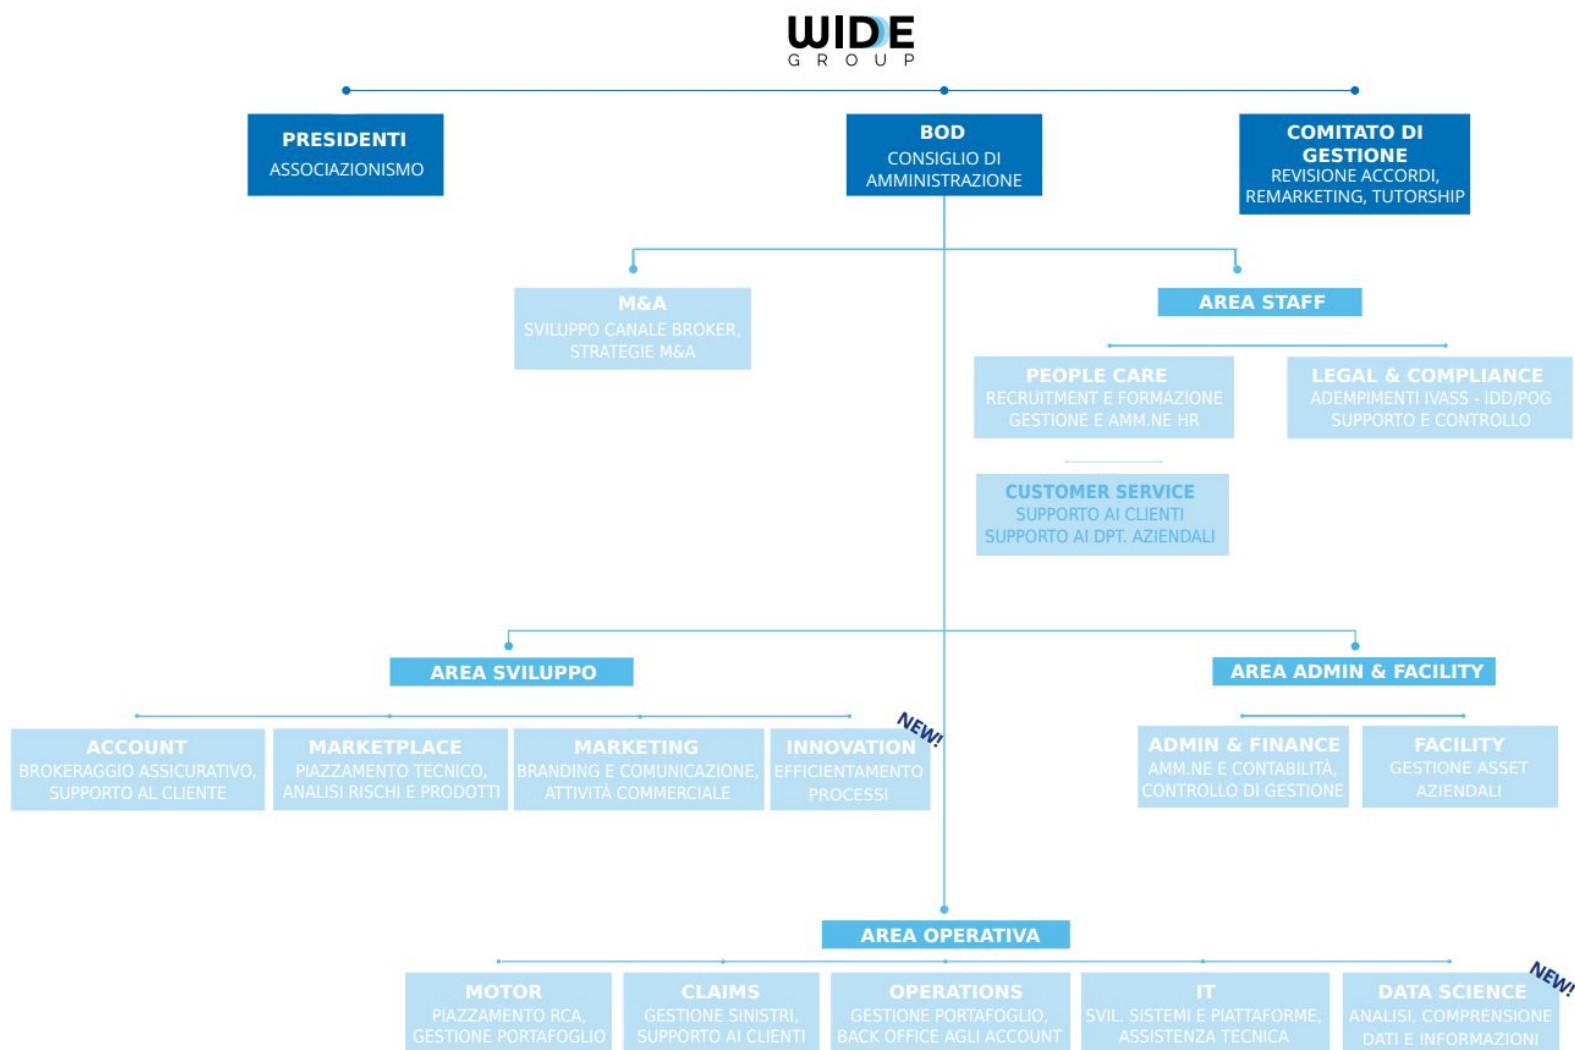 WIDE
GROUP
PRESIDENTI
ASSOCIAZIONISMO
BOD
CONSIGLIO DI
AMMINISTRAZIONE
COMITATO DI
GESTIONE
REVISIONE ACCORDI,
REMARKETING, TUTORSHIP
M&A
SVILUPPO CANALE BROKER,
STRATEGIE M&A
AREA STAFF
PEOPLE CARE
RECRUITMENT E FORMAZIONE
GESTIONE E AMM.NE HR
LEGAL & COMPLIANCE
ADEMPIMENTI IVASS - IDD/POG
SUPPORTO E CONTROLLO
CUSTOMER SERVICE
SUPPORTO AI CLIENTI
SUPPORTO AI DPT. AZIENDALI
AREA SVILUPPO
ACCOUNT
BROKERAGGIO ASSICURATIVO,
SUPPORTO AL CLIENTE
MARKETPLACE
PIAZZAMENTO TECNICO,
ANALISI RISCHI E PRODOTTI
MARKETING
BRANDING E COMUNICAZIONE,
ATTIVITÀ COMMERCIALE
NEW!
INNOVATION
EFFICIENTAMENTO
PROCESSI
AREA ADMIN & FACILITY
ADMIN & FINANCE
AMM.NE E CONTABILITÀ,
CONTROLLO DI GESTIONE
FACILITY
GESTIONE ASSET
AZIENDALI
AREA OPERATIVA
MOTOR
PIAZZAMENTO RCA,
GESTIONE PORTAFOGLIO
CLAIMS
GESTIONE SINISTRI,
SUPPORTO AI CLIENTI
OPERATIONS
GESTIONE PORTAFOGLIO,
BACK OFFICE AGLI ACCOUNT
IT
SVIL. SISTEMI E PIATTAFORME,
ASSISTENZA TECNICA
NEW!
DATA SCIENCE
ANALISI, COMPRENSIONE
DATI E INFORMAZIONI